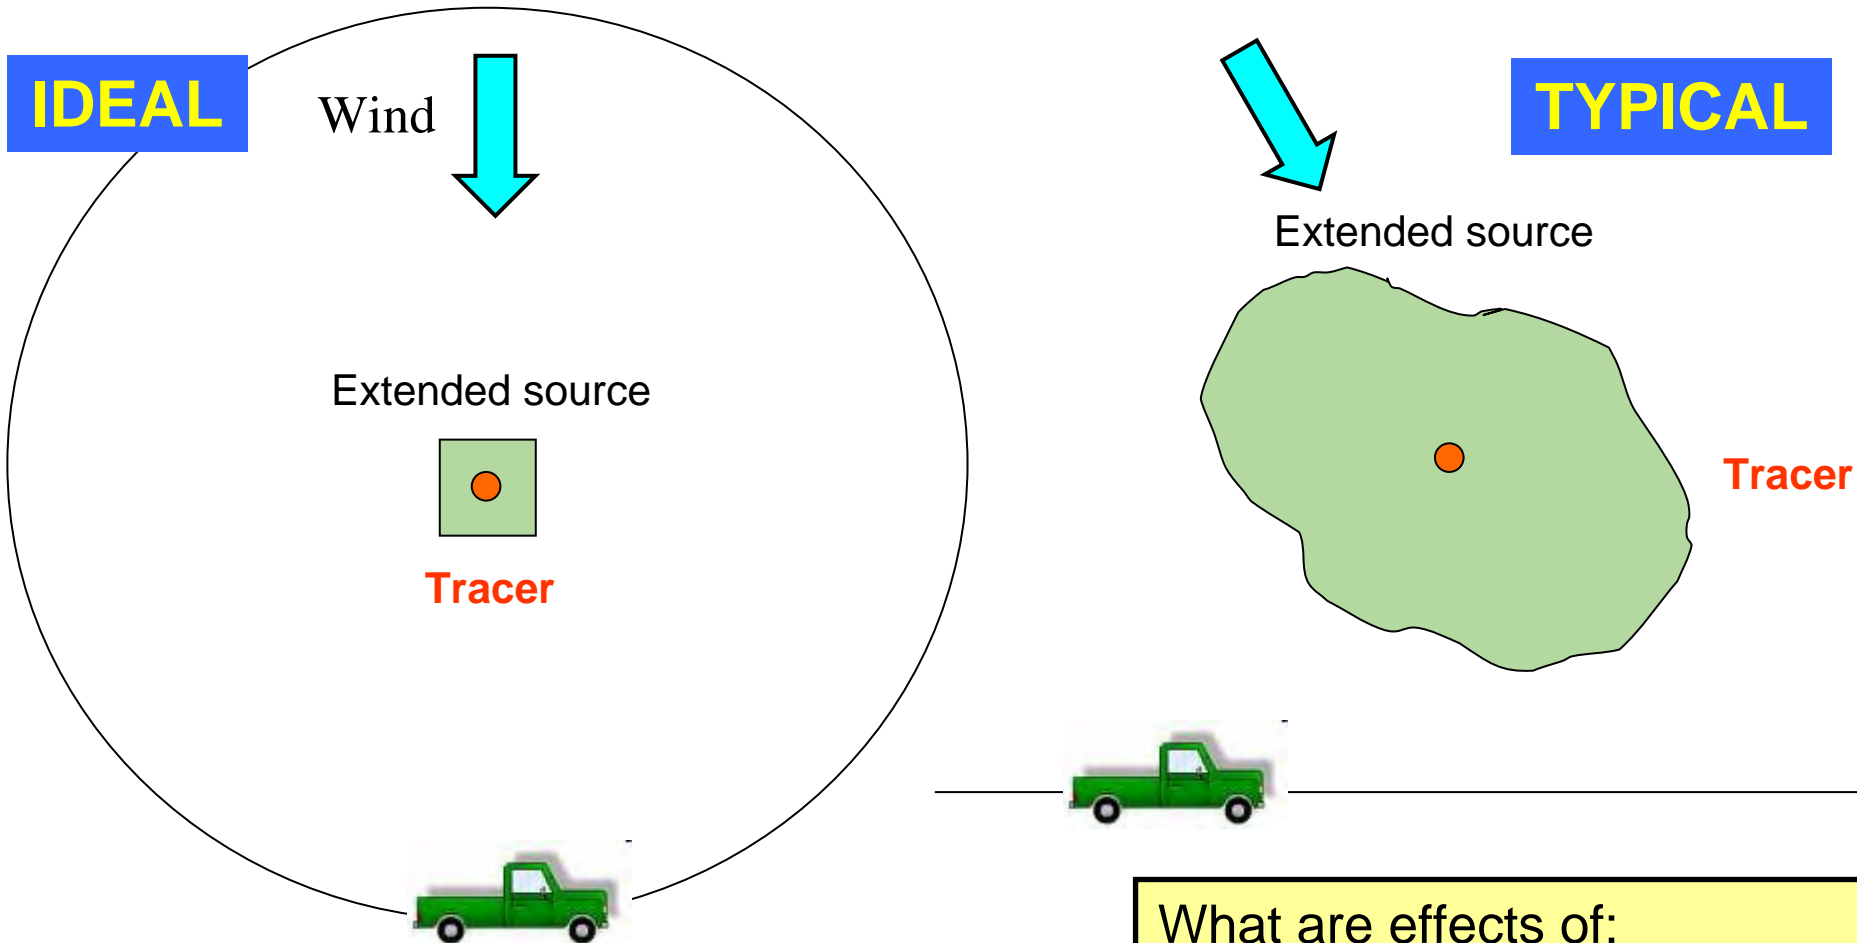 IDEAL
Wind
Extended source
Tracer
TYPICAL
Extended source
Tracer
What are effects of: